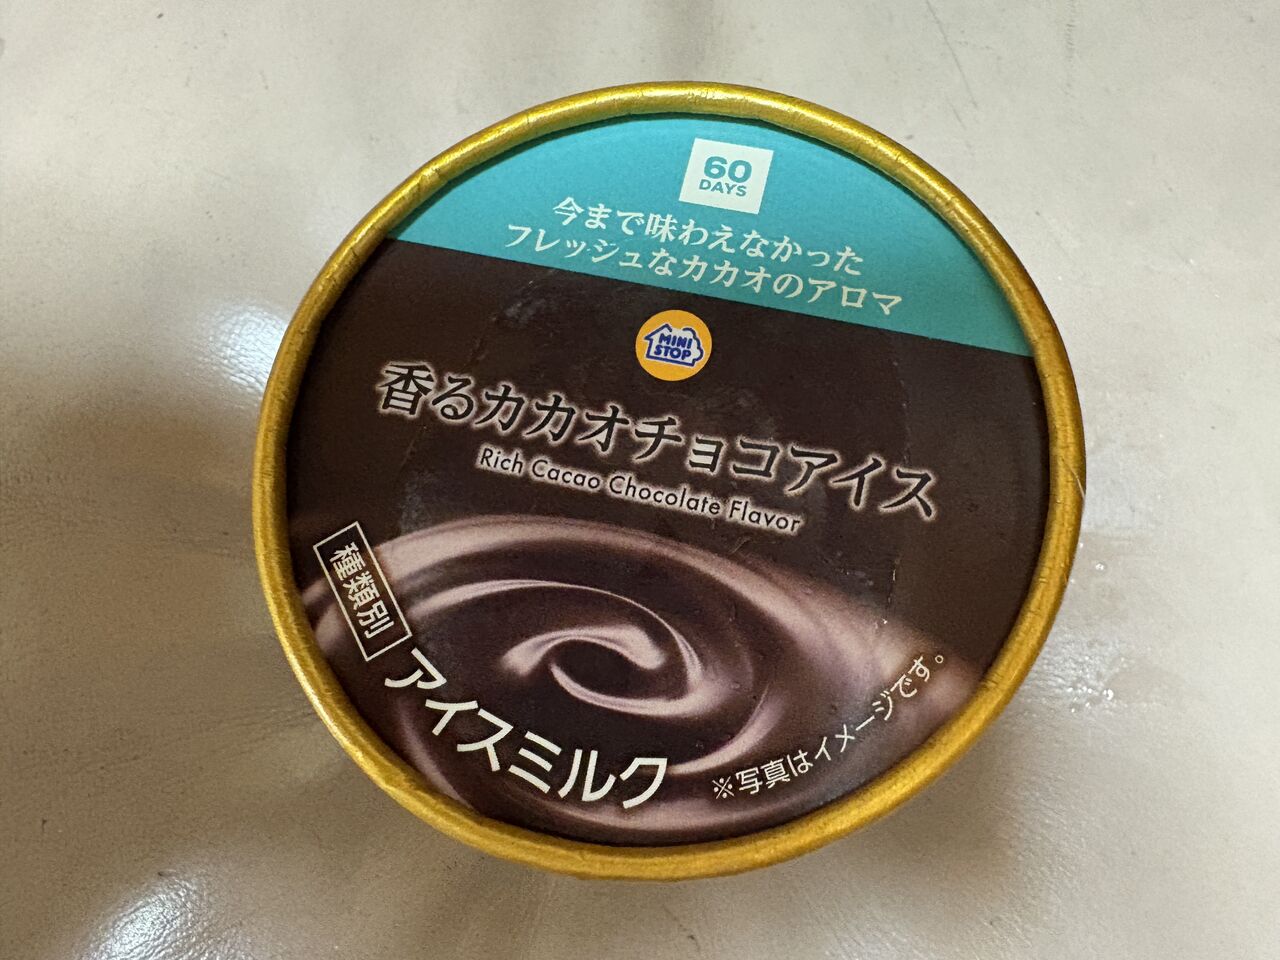 60
DAYS
今まで味わえなかった
フレッシュなカカオのアロマ
MINI
STOP
香るカカオチョコアイス
Rich Cacao Chocolate Flavor
種類別
アイスミルク
※写真はイメージです。